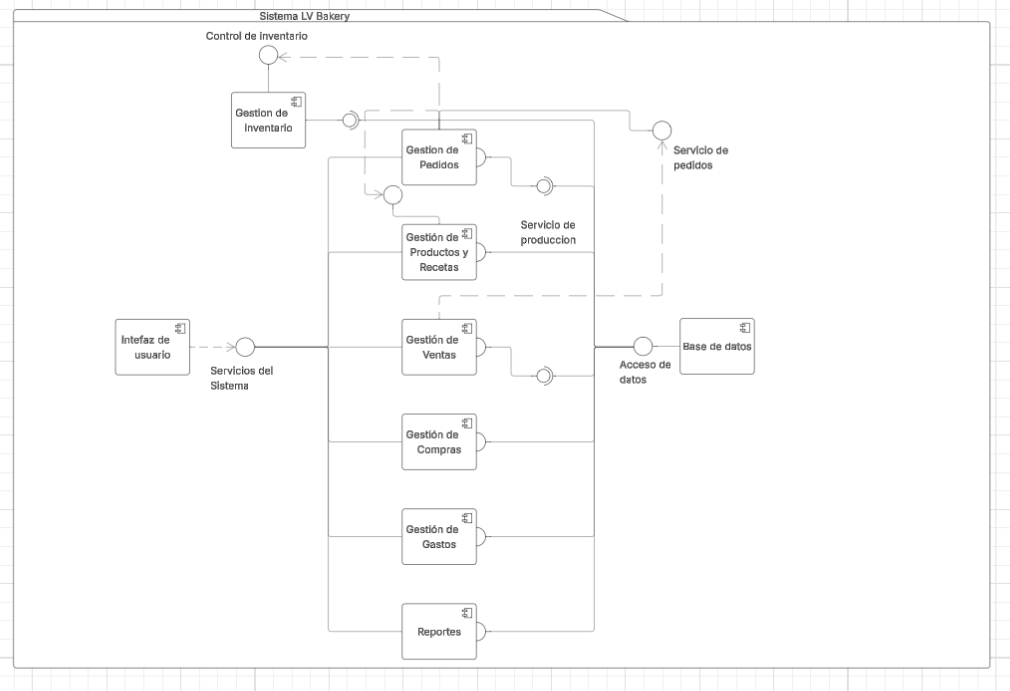 Sistema LV Bakery
Control de inventario
Gestion de
Inventario
Gestion de
Pedidos
Servicio de
pedidos
Servicio de
produccion
Gestión de
Productos y
Recetas
Intefaz de
usuario
Servicios del
Sistema
Gestión de
Ventas
Acceso de
datos
Base de datos
Gestión de
Compras
Gestión de
Gastos
Reportes